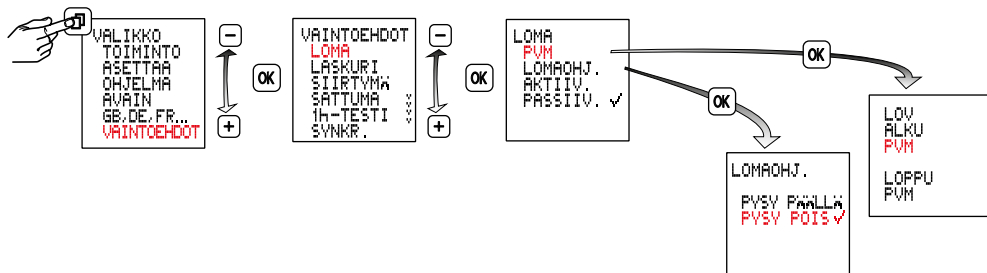 VALIKKO
TOIMINTO
ASETTAA
OHJELMA
AVAIN
GB,DE,FR...
VAINTOEHDOT
−
OK
+
VAINTOEHDOT
LOMA
LASKURI
SIIRTYMÄ
SATTUMA
1h-TESTI
SYNKR.
−
OK
+
LOMA
PVM
LOMAOHJ.
AKTIIV.
PASSIIV. ✓
OK
OK
LOMAOHJ.
PYSY PÄÄLLÄ
PYSY POIS ✓
LOV
ALKU
PVM
LOPPU
PVM